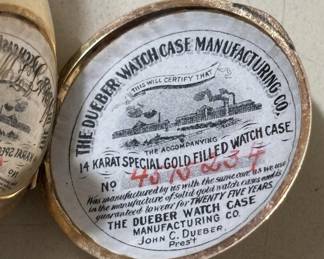 THE DUEBER WATCH CASE MANUFACTURING CO.
THIS WILL CERTIFY THAT
THE ACCOMPANYING
14 KARAT SPECIAL GOLD FILLED WATCH CASE
No
Was manufactured by us with the same care as we use
in the manufacture of solid gold watch cases and is
guaranteed to wear for TWENTY FIVE YEARS.
THE DUEBER WATCH CASE
MANUFACTURING CO.
JOHN C. DUEBER,
Prest